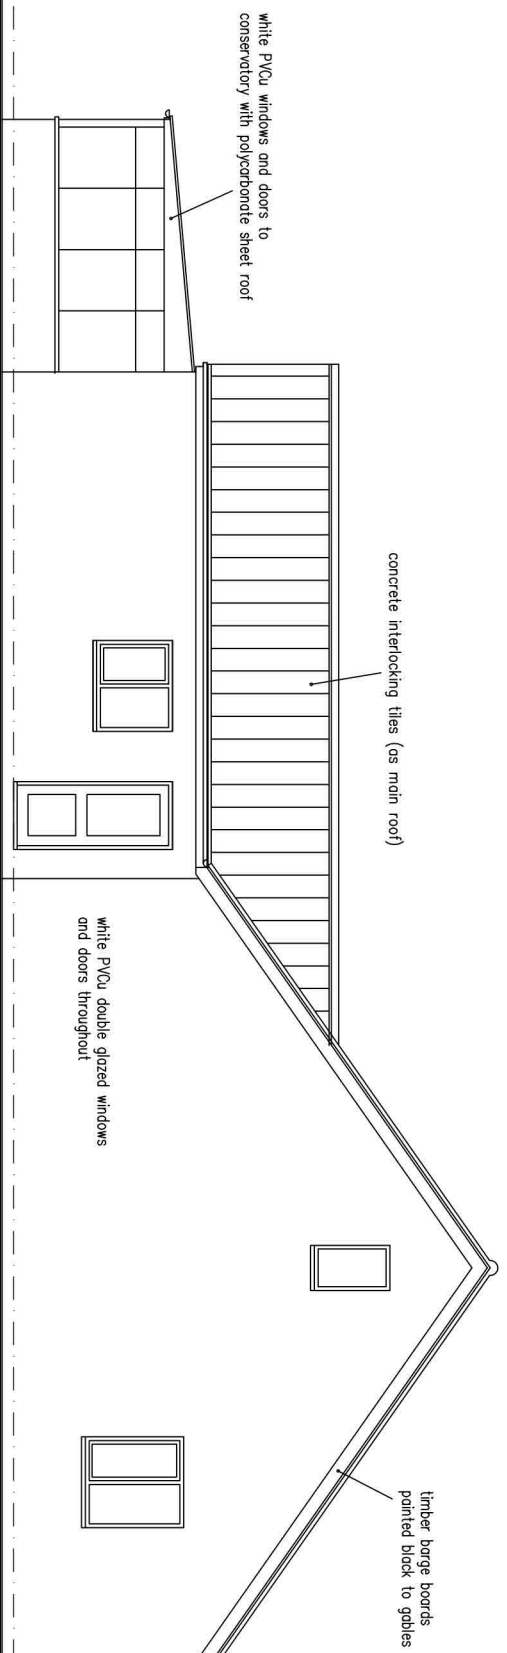 white PVCu windows and doors to
conservatory with polycarbonate sheet roof
concrete interlocking tiles (as main roof)
white PVCu double glazed windows
and doors throughout
timber barge boards
painted black to gables